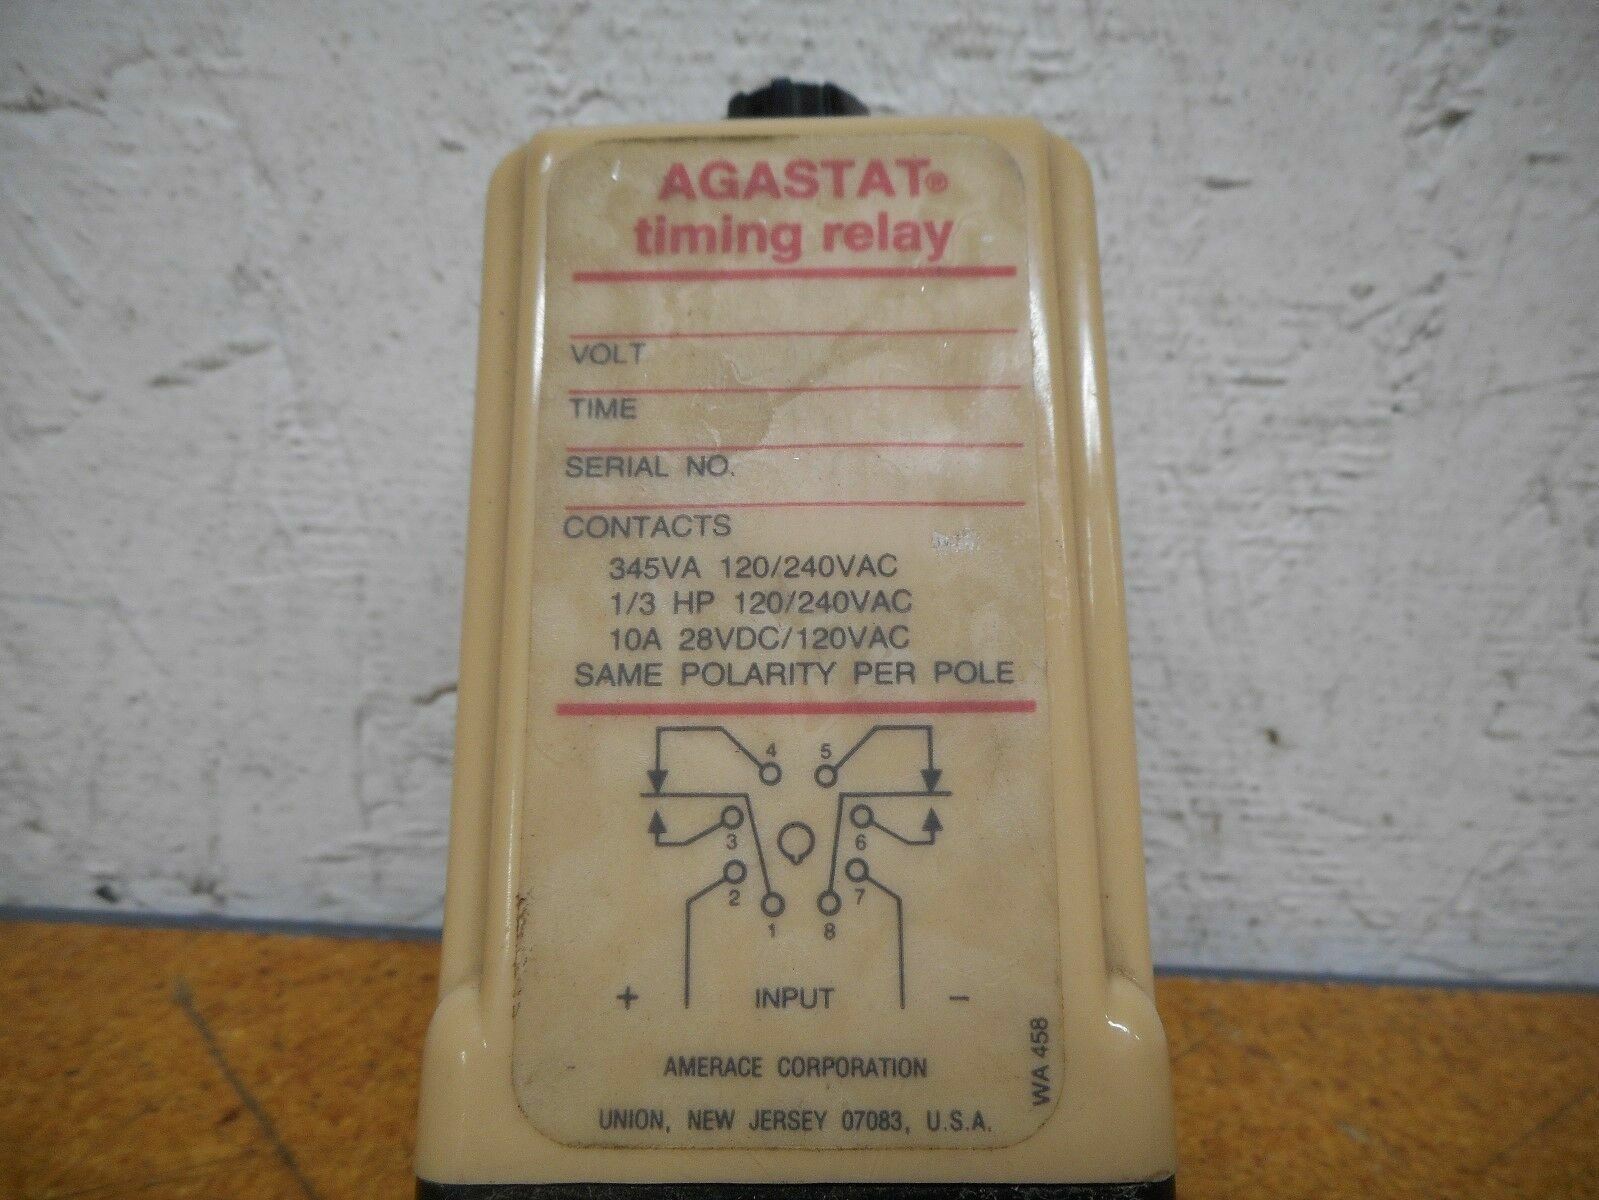 AGASTAT®
timing relay
VOLT
TIME
SERIAL NO.
CONTACTS
345VA 120/240VAC
1/3 HP 120/240VAC
10A 28VDC/120VAC
SAME POLARITY PER POLE
4 5
3 6
2 7
1 8
+ INPUT −
AMERACE CORPORATION
UNION, NEW JERSEY 07083, U.S.A.
WA 458